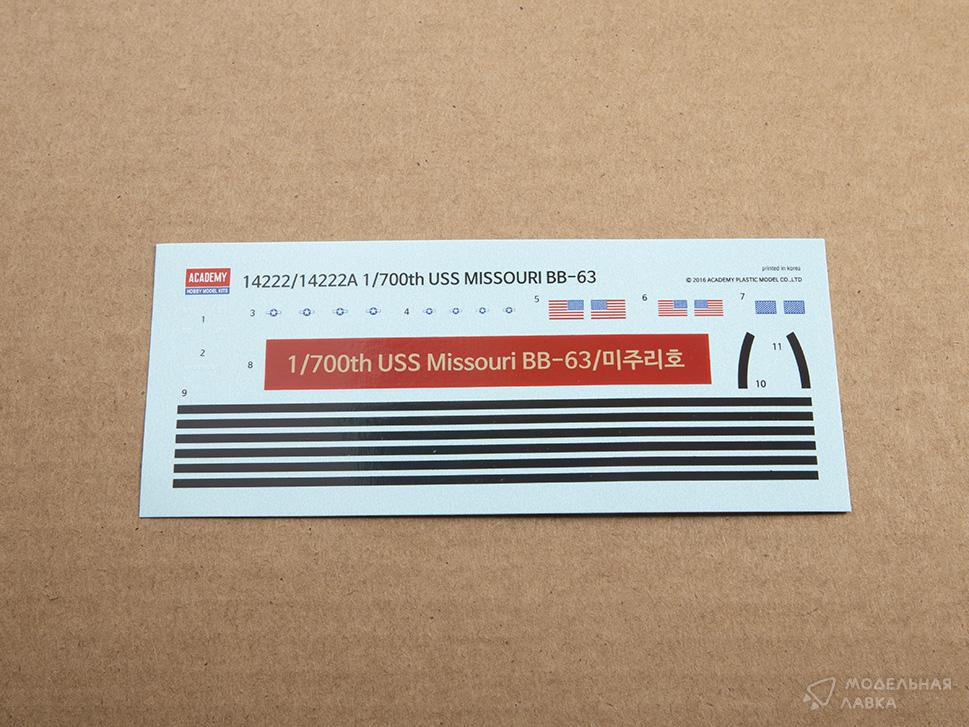 ACADEMY
HOBBY MODEL KITS
14222/14222A 1/700th USS MISSOURI BB-63
printed in korea
© 2016 ACADEMY PLASTIC MODEL CO.,LTD
1
3
4
5
6
7
2
8
1/700th USS Missouri BB-63/미주리호
11
10
9
МОДЕЛЬНАЯ
ЛАВКА